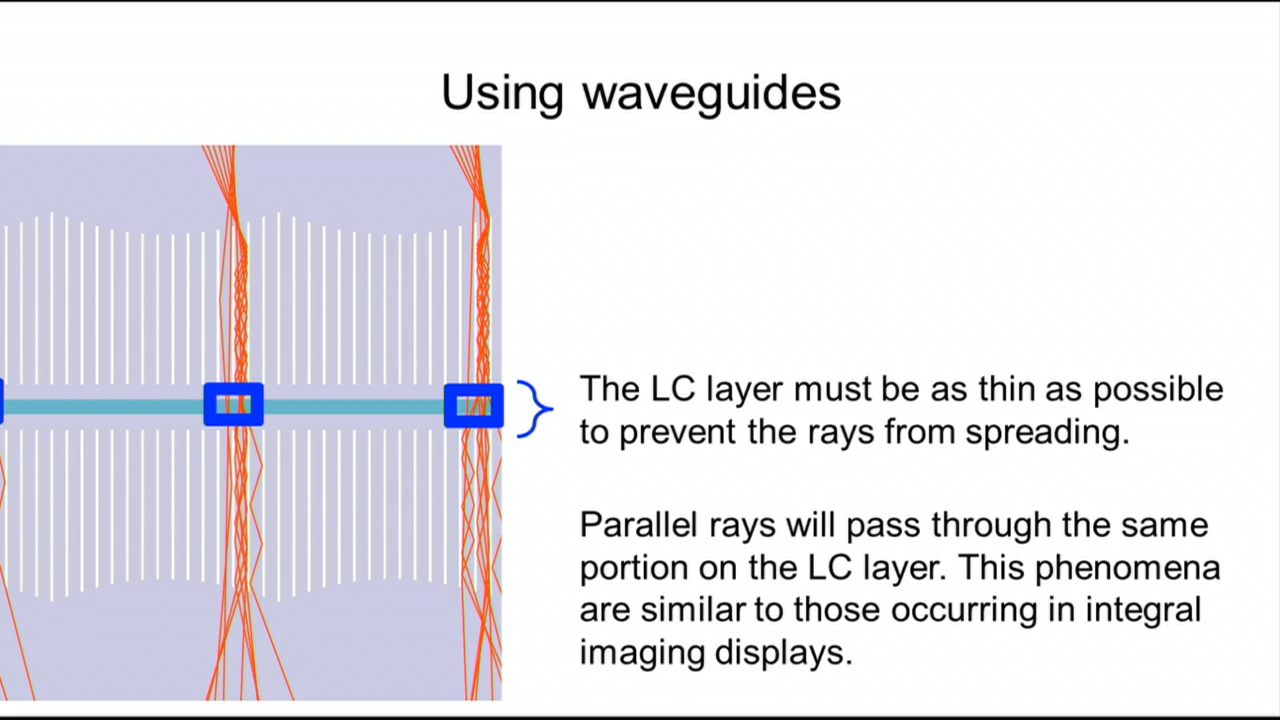 Using waveguides
The LC layer must be as thin as possible
to prevent the rays from spreading.
Parallel rays will pass through the same
portion on the LC layer. This phenomena
are similar to those occurring in integral
imaging displays.